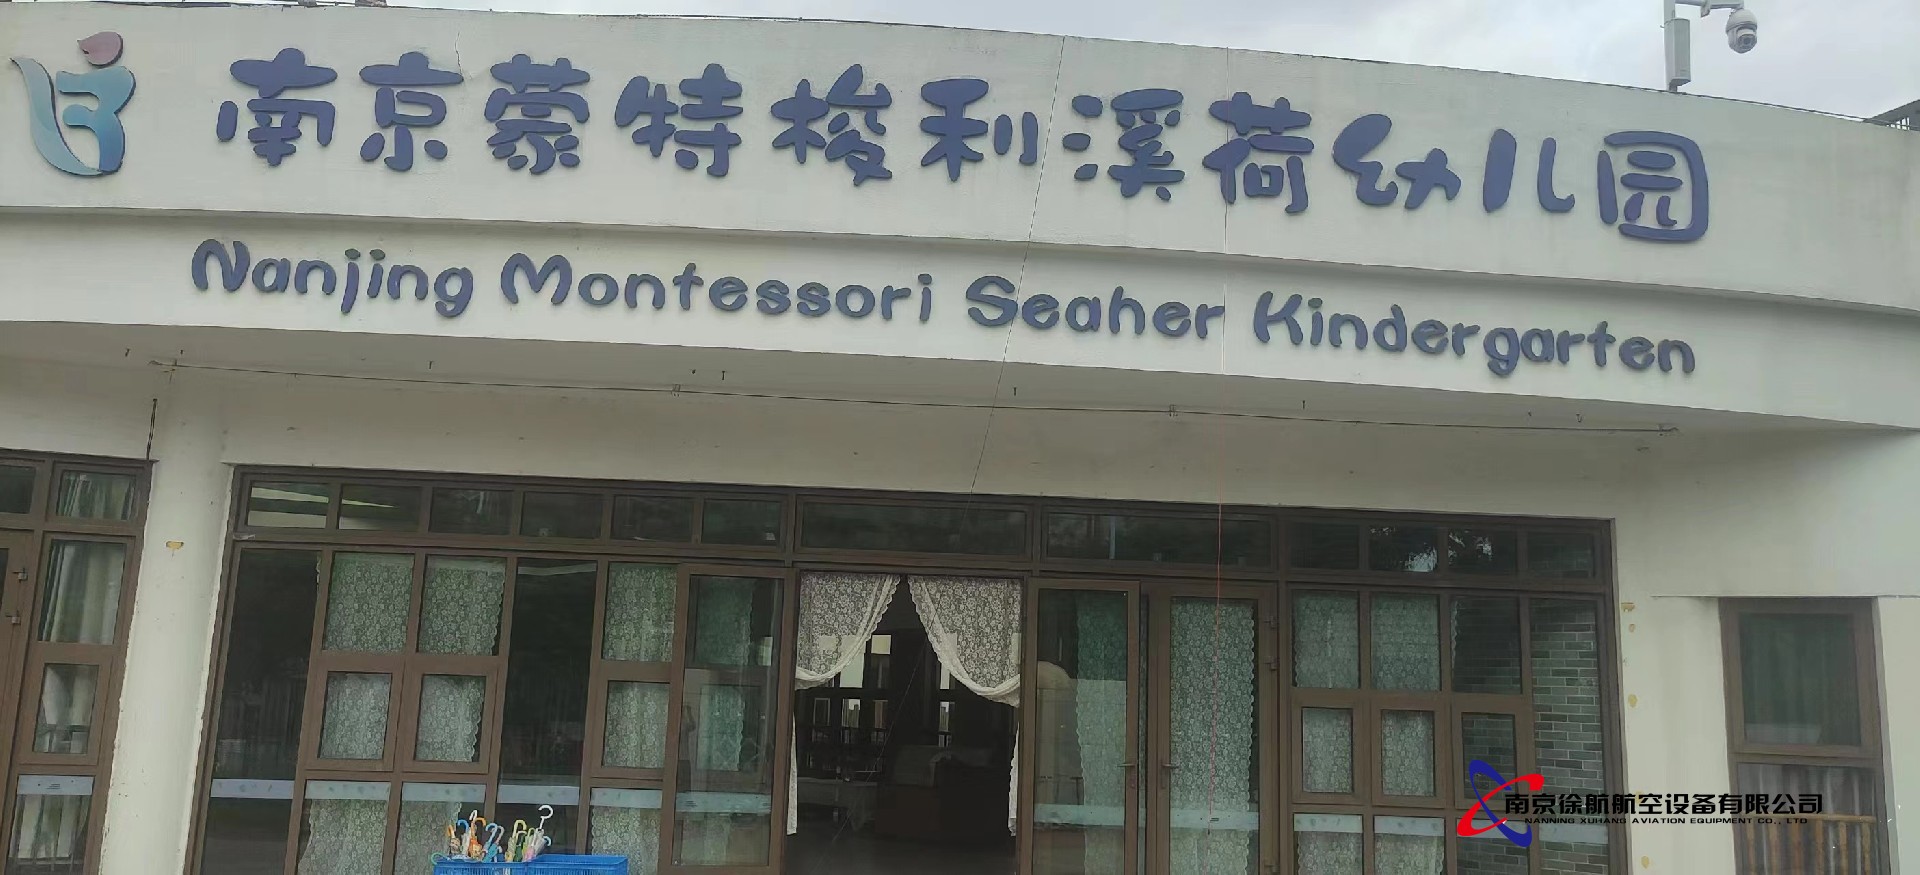 南京蒙特梭利溪荷幼儿园
Nanjing Montessori Seaher Kindergarten
南京徐航航空设备有限公司
NANNING XUHANG AVIATION EQUIPMENT CO., LTD